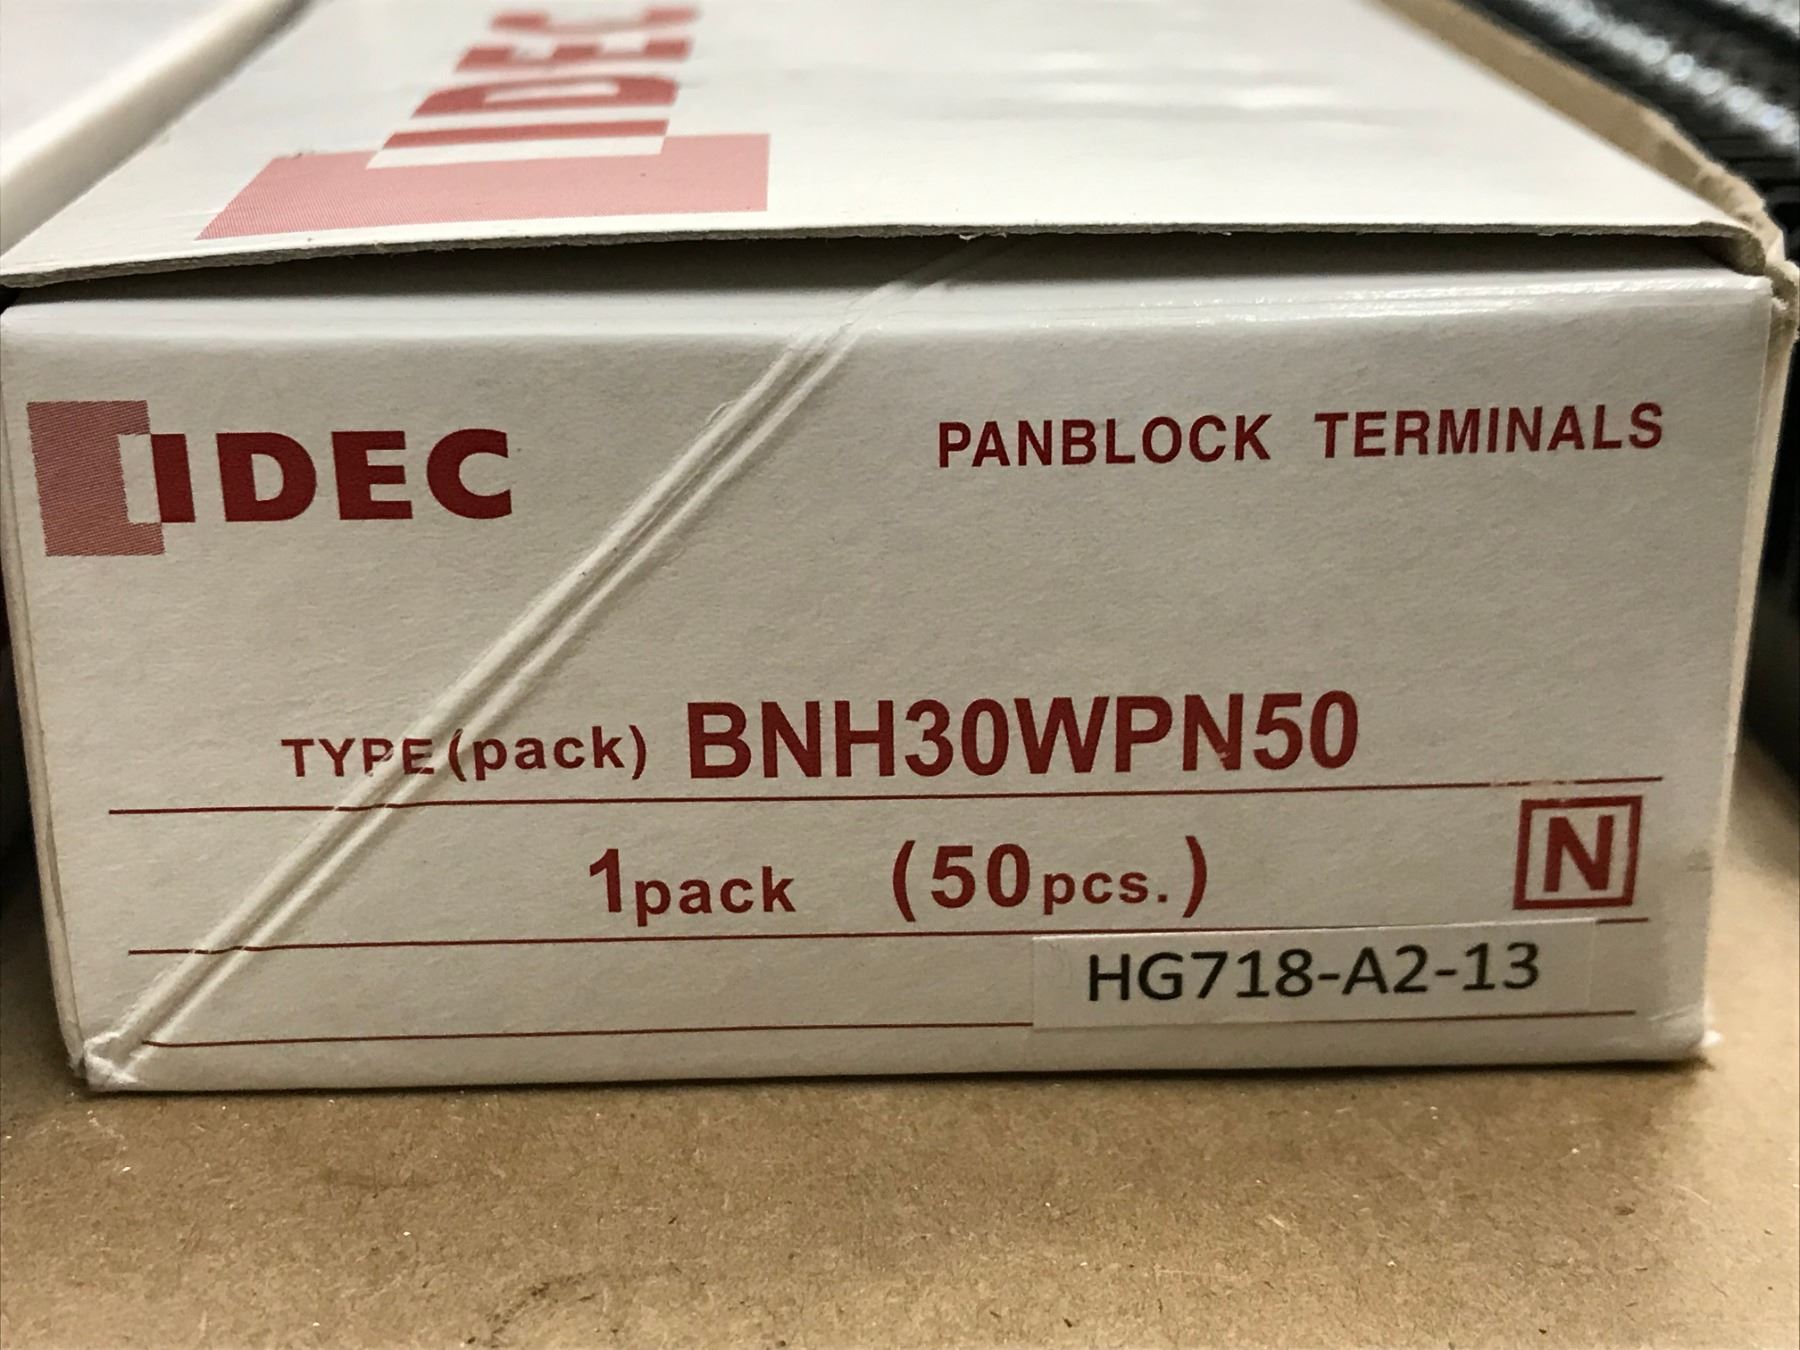 IDEC
IDEC PANBLOCK TERMINALS
TYPE (pack) BNH30WPN50
1pack (50pcs.) N
HG718-A2-13